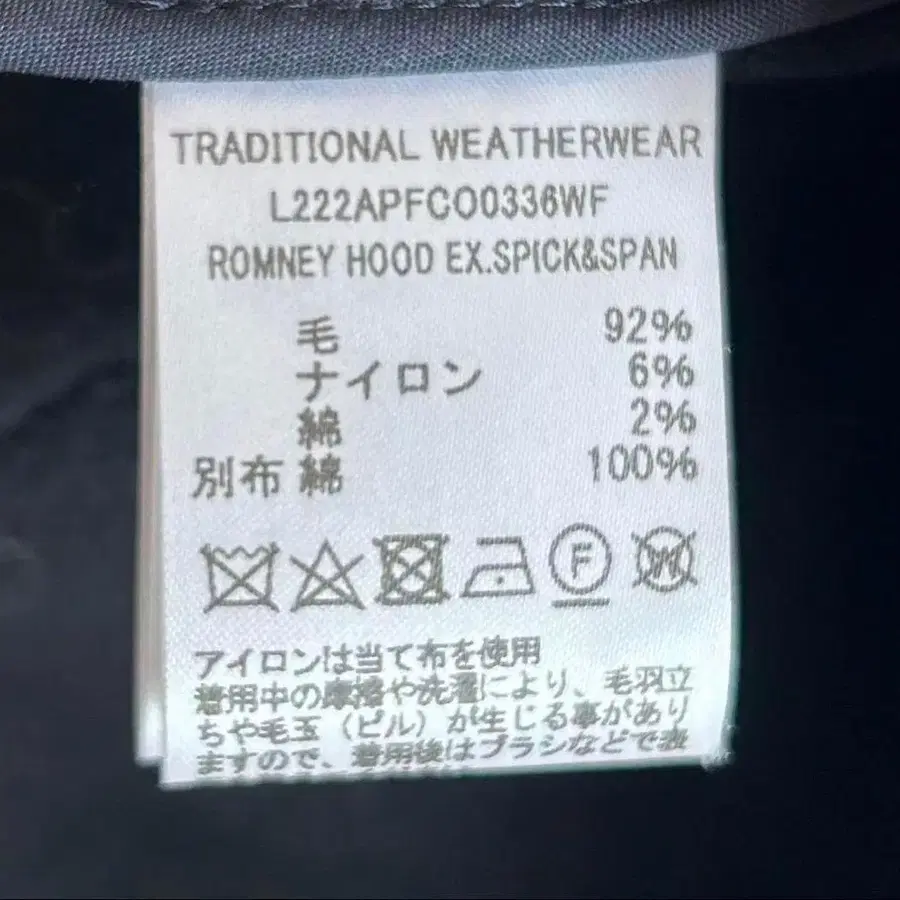 TRADITIONAL WEATHERWEAR
L222APFCO0336WF
ROMNEY HOOD EX.SPICK&SPAN
毛 92%
ナイロン 6%
綿 2%
別布 綿 100%
F W
アイロンは当て布を使用
着用中の摩擦や洗濯により、毛羽立
ちや毛玉（ピル）が生じる事があり
ますので、着用後はブラシなどで表